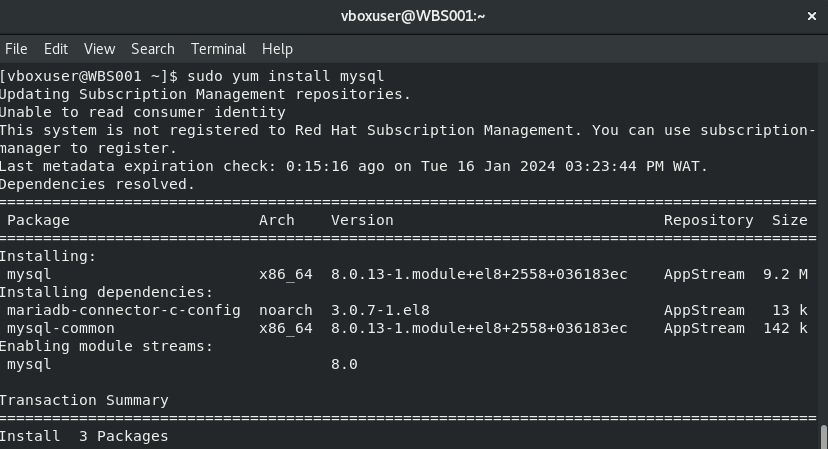 vboxuser@WBS001:~ ×
File Edit View Search Terminal Help
[vboxuser@WBS001 ~]$ sudo yum install mysql
Updating Subscription Management repositories.
Unable to read consumer identity
This system is not registered to Red Hat Subscription Management. You can use subscription-
manager to register.
Last metadata expiration check: 0:15:16 ago on Tue 16 Jan 2024 03:23:44 PM WAT.
Dependencies resolved.
===========================================================================================
Package Arch Version Repository Size
===========================================================================================
Installing:
mysql x86_64 8.0.13-1.module+el8+2558+036183ec AppStream 9.2 M
Installing dependencies:
mariadb-connector-c-config noarch 3.0.7-1.el8 AppStream 13 k
mysql-common x86_64 8.0.13-1.module+el8+2558+036183ec AppStream 142 k
Enabling module streams:
mysql 8.0
Transaction Summary
===========================================================================================
Install 3 Packages